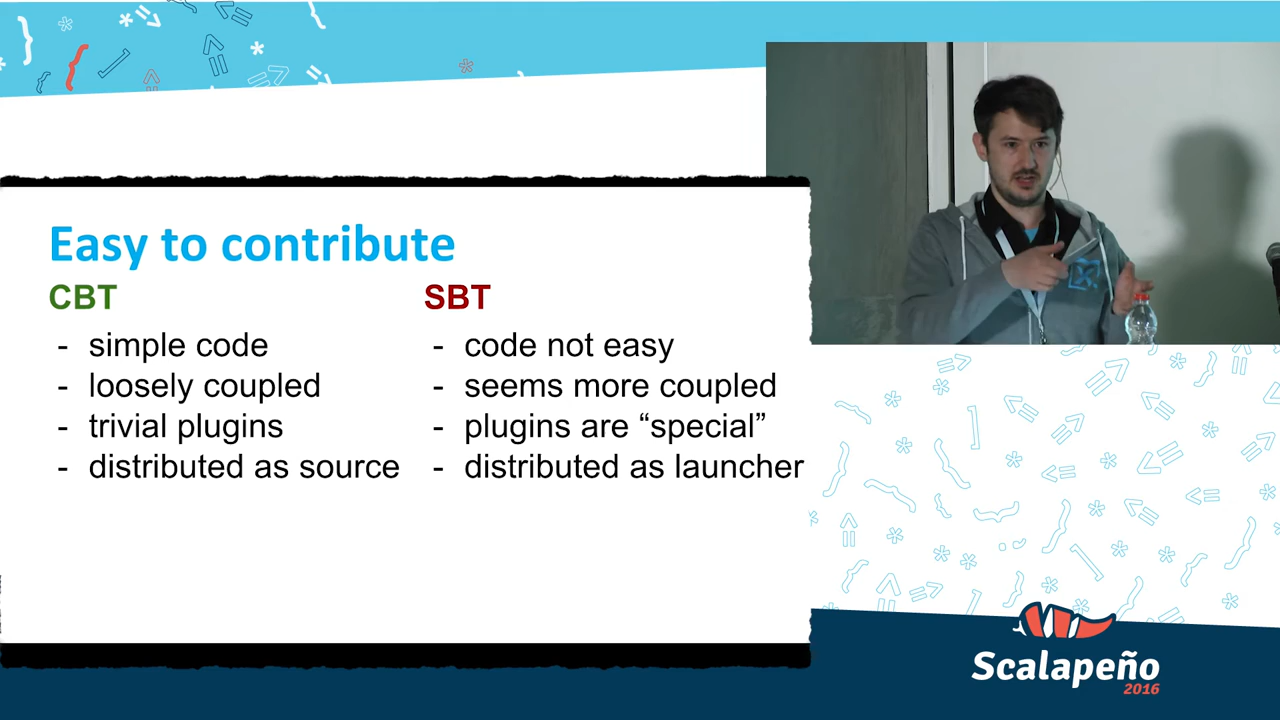 Easy to contribute
CBT
- simple code
- loosely coupled
- trivial plugins
- distributed as source
SBT
- code not easy
- seems more coupled
- plugins are “special”
- distributed as launcher
Scalapeño
2016